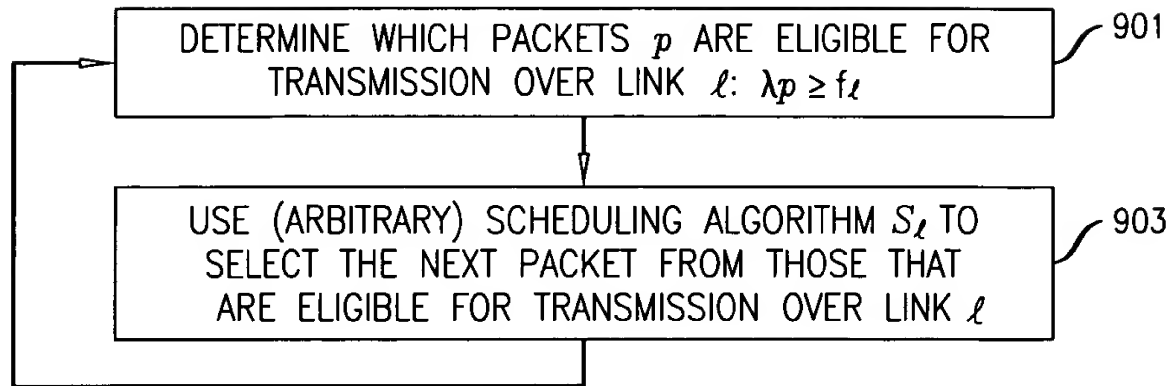 DETERMINE WHICH PACKETS p ARE ELIGIBLE FOR
TRANSMISSION OVER LINK ℓ: λp ≥ fℓ
901
USE (ARBITRARY) SCHEDULING ALGORITHM Sℓ TO
SELECT THE NEXT PACKET FROM THOSE THAT
ARE ELIGIBLE FOR TRANSMISSION OVER LINK ℓ
903